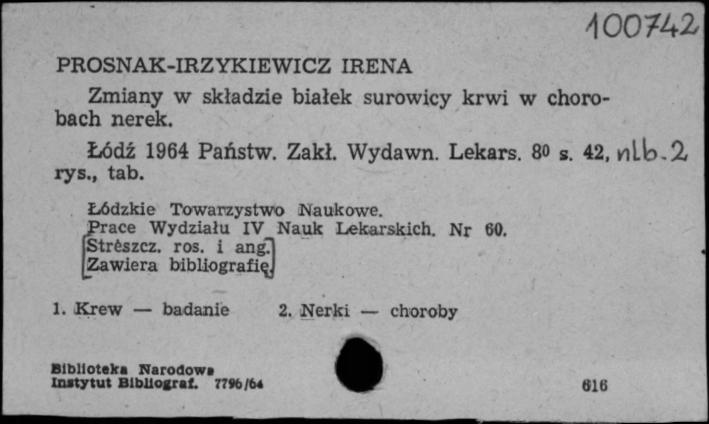 100742
PROSNAK-IRZYKIEWICZ IRENA
Zmiany w składzie białek surowicy krwi w choro-
bach nerek.
Łódź 1964 Państw. Zakł. Wydawn. Lekars. 8⁰ s. 42, nlb. 2
rys., tab.
Łódzkie Towarzystwo Naukowe.
Prace Wydziału IV Nauk Lekarskich. Nr 60.
[Streszcz. ros. i ang.]
[Zawiera bibliografię]
1. Krew — badanie 2. Nerki — choroby
Biblioteka Narodowa
Instytut Bibliograf. 7796/64 616